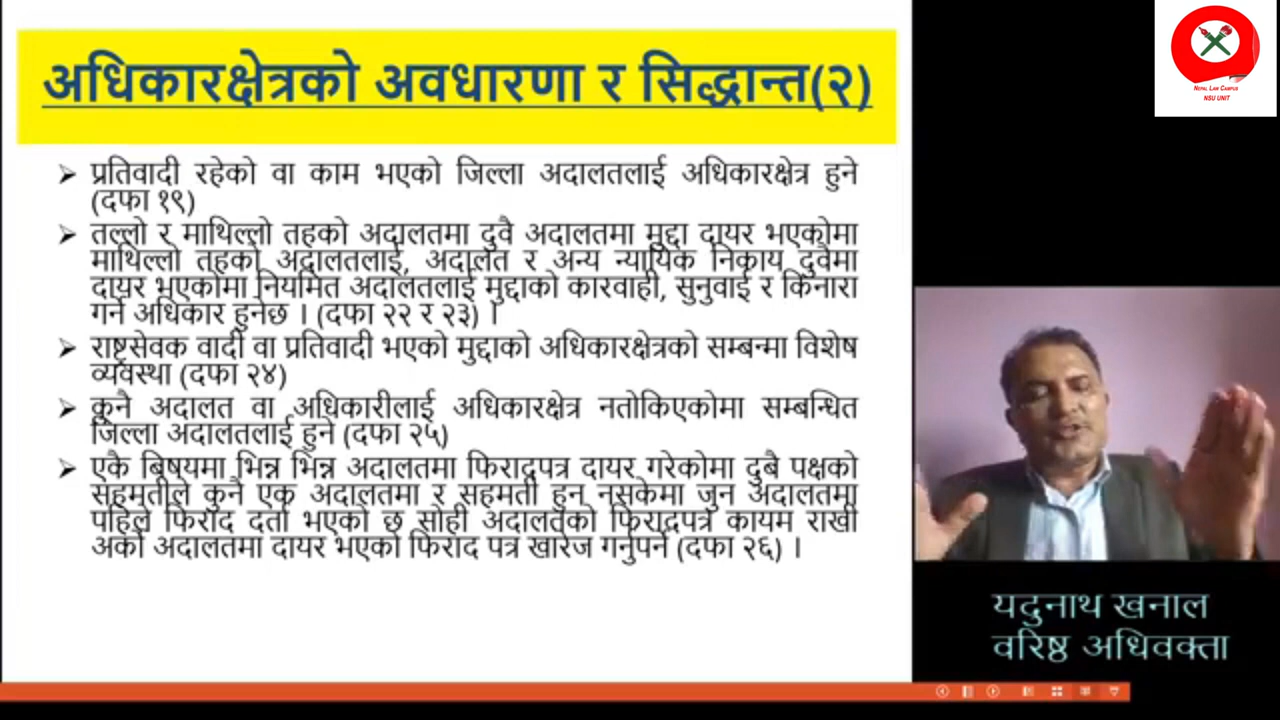 अधिकारक्षेत्रको अवधारणा र सिद्धान्त(२)
➢ प्रतिवादी रहेको वा काम भएको जिल्ला अदालतलाई अधिकारक्षेत्र हुने
(दफा १९)
➢ तल्लो र माथिल्लो तहको अदालतमा दुवै अदालतमा मुद्दा दायर भएकोमा
माथिल्लो तहको अदालतलाई, अदालत र अन्य न्यायिक निकाय दुवैमा
दायर भएकोमा नियमित अदालतलाई मुद्दाको कारवाही, सुनुवाई र किनारा
गर्ने अधिकार हुनेछ । (दफा २२ र २३) ।
➢ राष्ट्रसेवक वादी वा प्रतिवादी भएको मुद्दाको अधिकारक्षेत्रको सम्बन्मा विशेष
व्यवस्था (दफा २४)
➢ कुनै अदालत वा अधिकारीलाई अधिकारक्षेत्र नतोकिएकोमा सम्बन्धित
जिल्ला अदालतलाई हुने (दफा २५)
➢ एकै बिषयमा भिन्न भिन्न अदालतमा फिरादपत्र दायर गरेकोमा दुबै पक्षको
सहमतीले कुनै एक अदालतमा र सहमती हुन नसकेमा जुन अदालतमा
पहिले फिराद दर्ता भएको छ सोही अदालतको फिरादपत्र कायम राखी
अर्को अदालतमा दायर भएको फिराद पत्र खारेज गर्नुपर्ने (दफा २६) ।
NEPAL LAW CAMPUS
NSU UNIT
यदुनाथ खनाल
वरिष्ठ अधिवक्ता